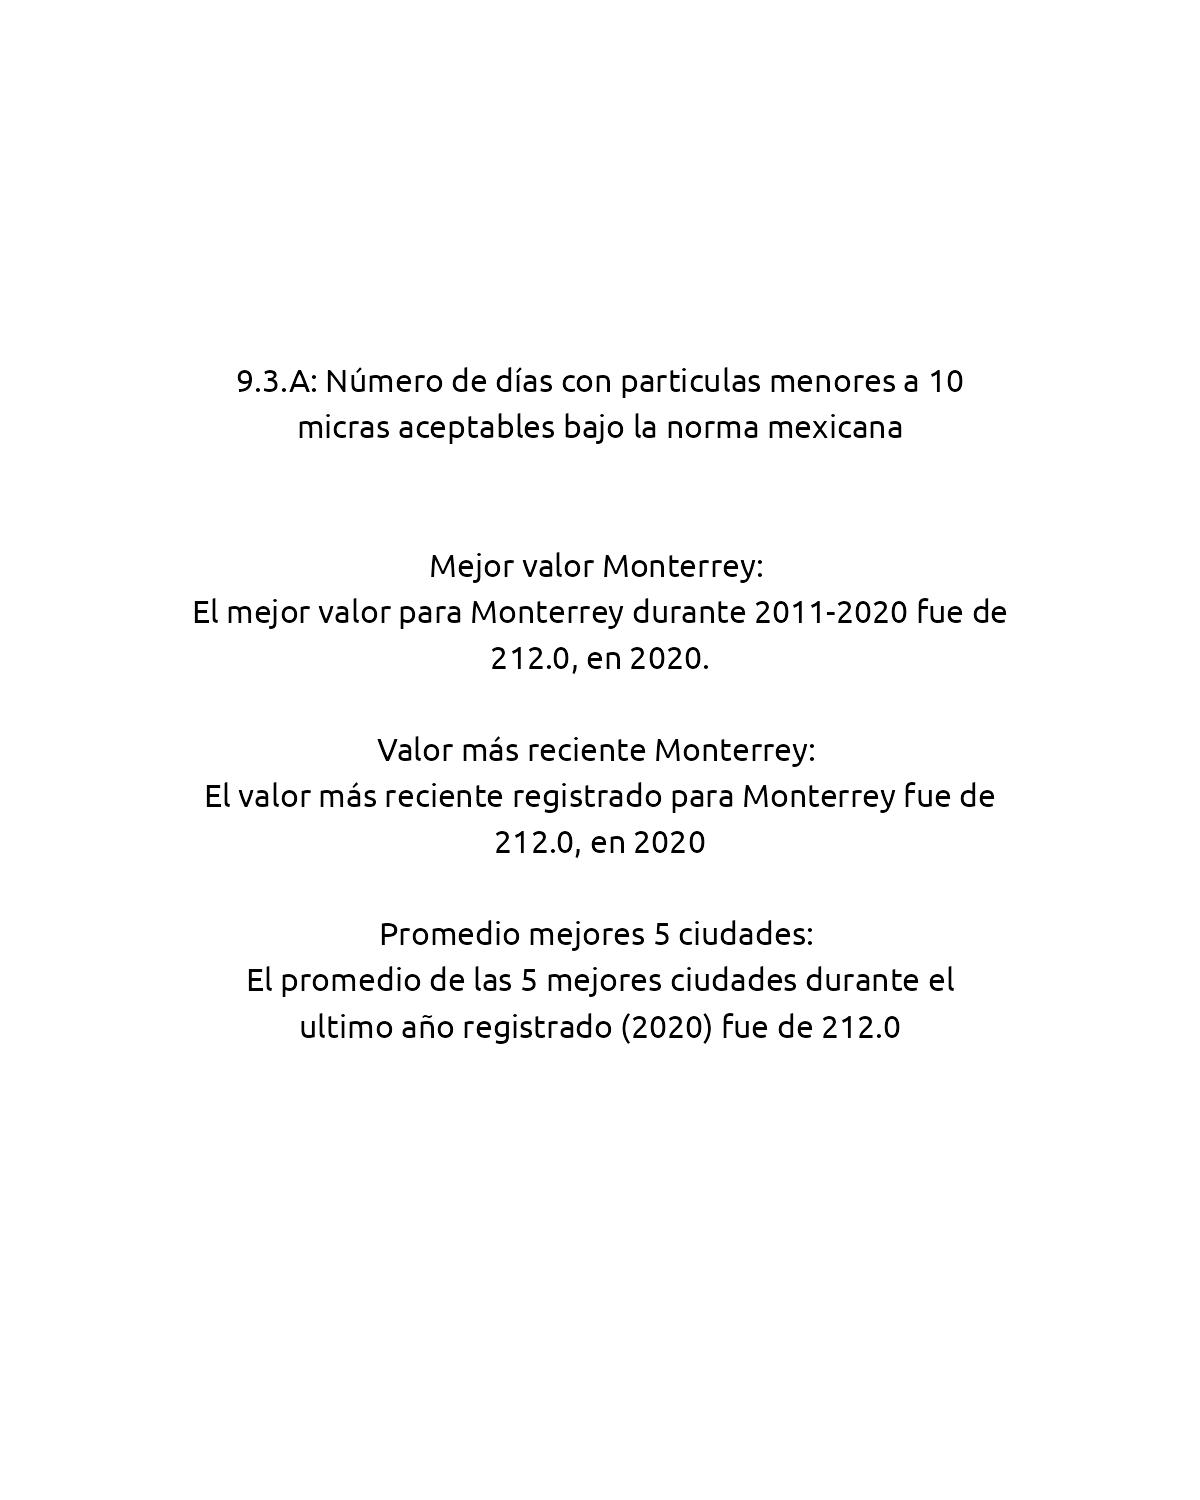 9.3.A: Número de días con particulas menores a 10
micras aceptables bajo la norma mexicana
Mejor valor Monterrey:
El mejor valor para Monterrey durante 2011-2020 fue de
212.0, en 2020.
Valor más reciente Monterrey:
El valor más reciente registrado para Monterrey fue de
212.0, en 2020
Promedio mejores 5 ciudades:
El promedio de las 5 mejores ciudades durante el
ultimo año registrado (2020) fue de 212.0